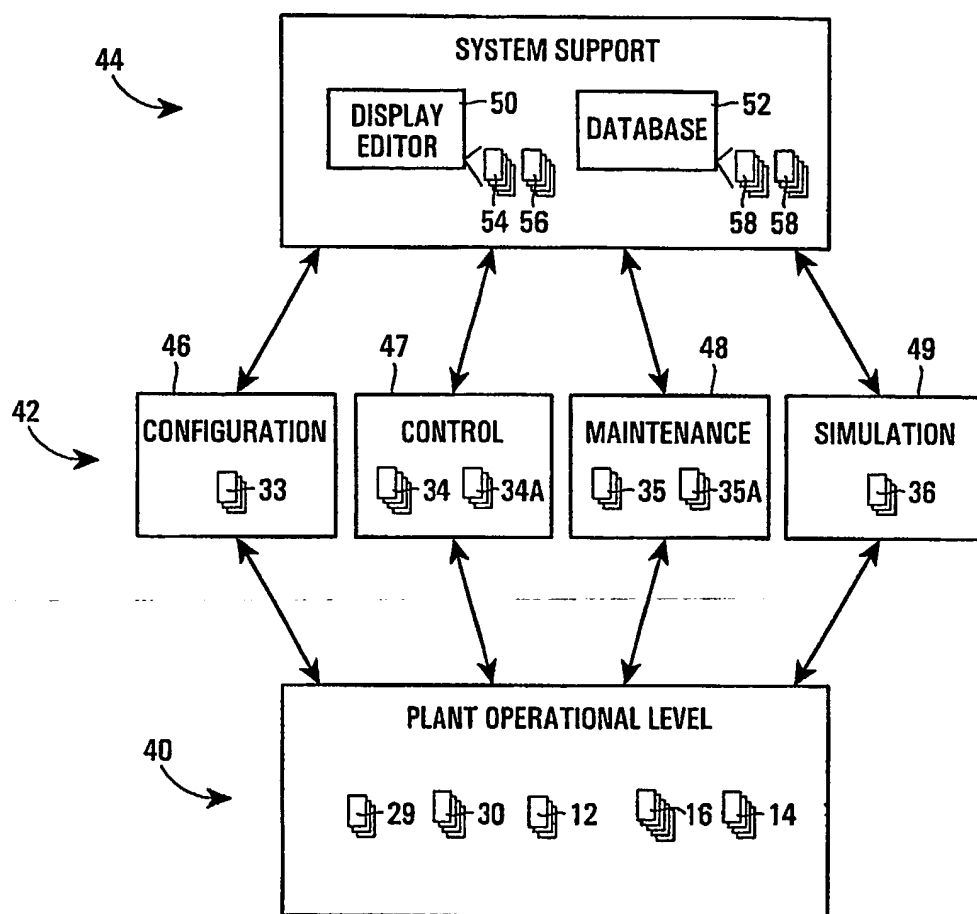 44
SYSTEM SUPPORT
DISPLAY
EDITOR
50
DATABASE
52
54
56
58
58
46
47
48
49
42
CONFIGURATION
33
CONTROL
34
34A
MAINTENANCE
35
35A
SIMULATION
36
40
PLANT OPERATIONAL LEVEL
29
30
12
16
14